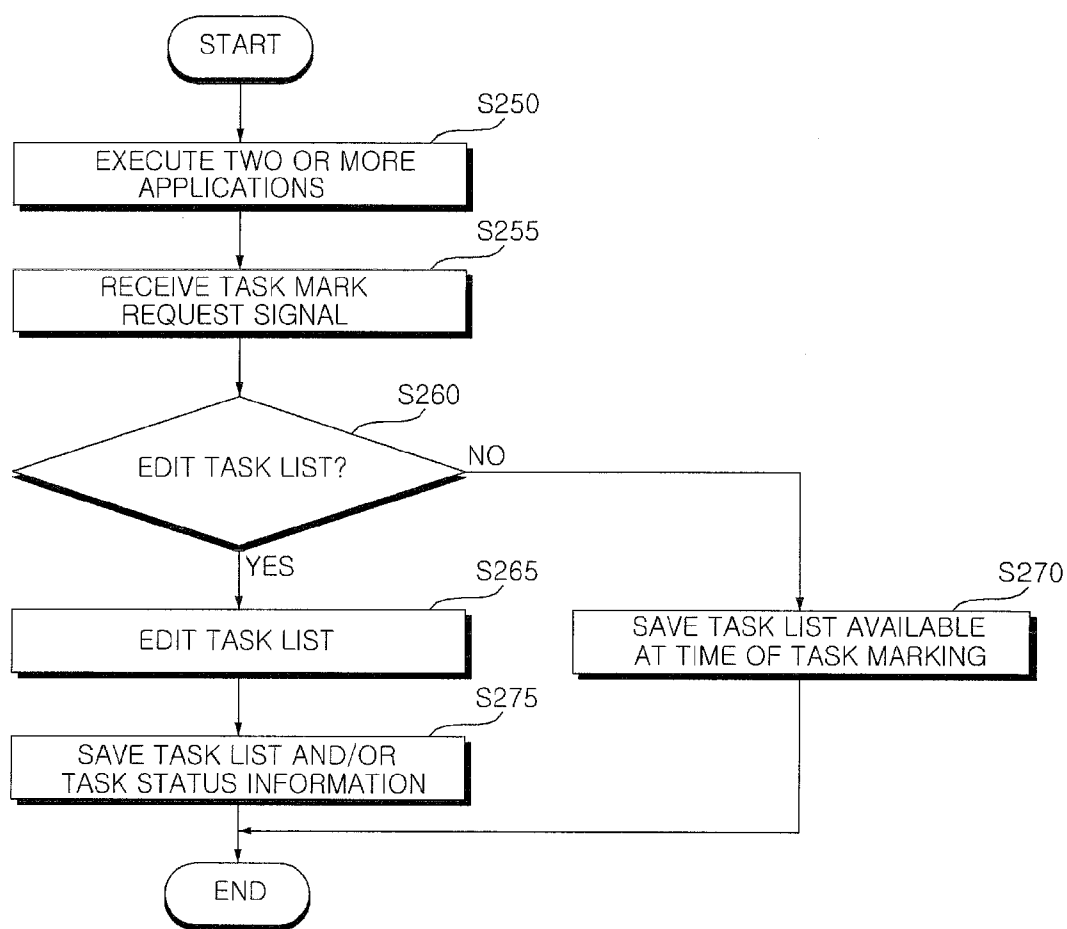 START
S250
EXECUTE TWO OR MORE
APPLICATIONS
S255
RECEIVE TASK MARK
REQUEST SIGNAL
S260
EDIT TASK LIST?
NO
YES
S265
EDIT TASK LIST
S270
SAVE TASK LIST AVAILABLE
AT TIME OF TASK MARKING
S275
SAVE TASK LIST AND/OR
TASK STATUS INFORMATION
END